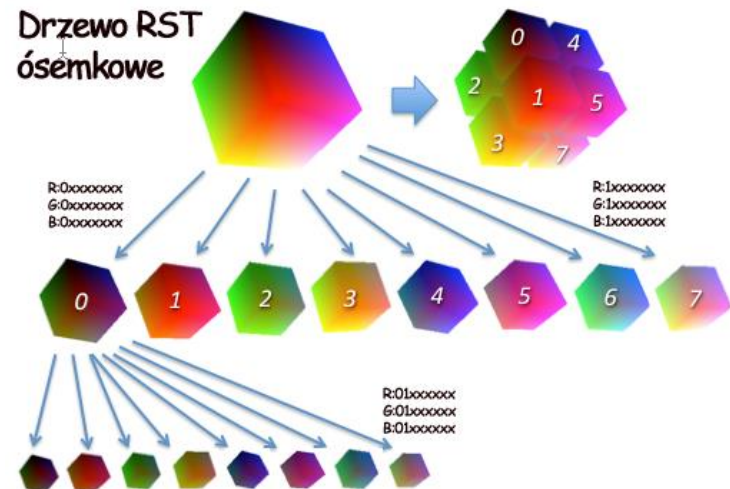 Drzewo RST
ósemkowe
0
4
2
1
5
3
7
R:0xxxxxxx
G:0xxxxxxx
B:0xxxxxxx
R:1xxxxxxx
G:1xxxxxxx
B:1xxxxxxx
0 1 2 3 4 5 6 7
R:01xxxxxx
G:01xxxxxx
B:01xxxxxx